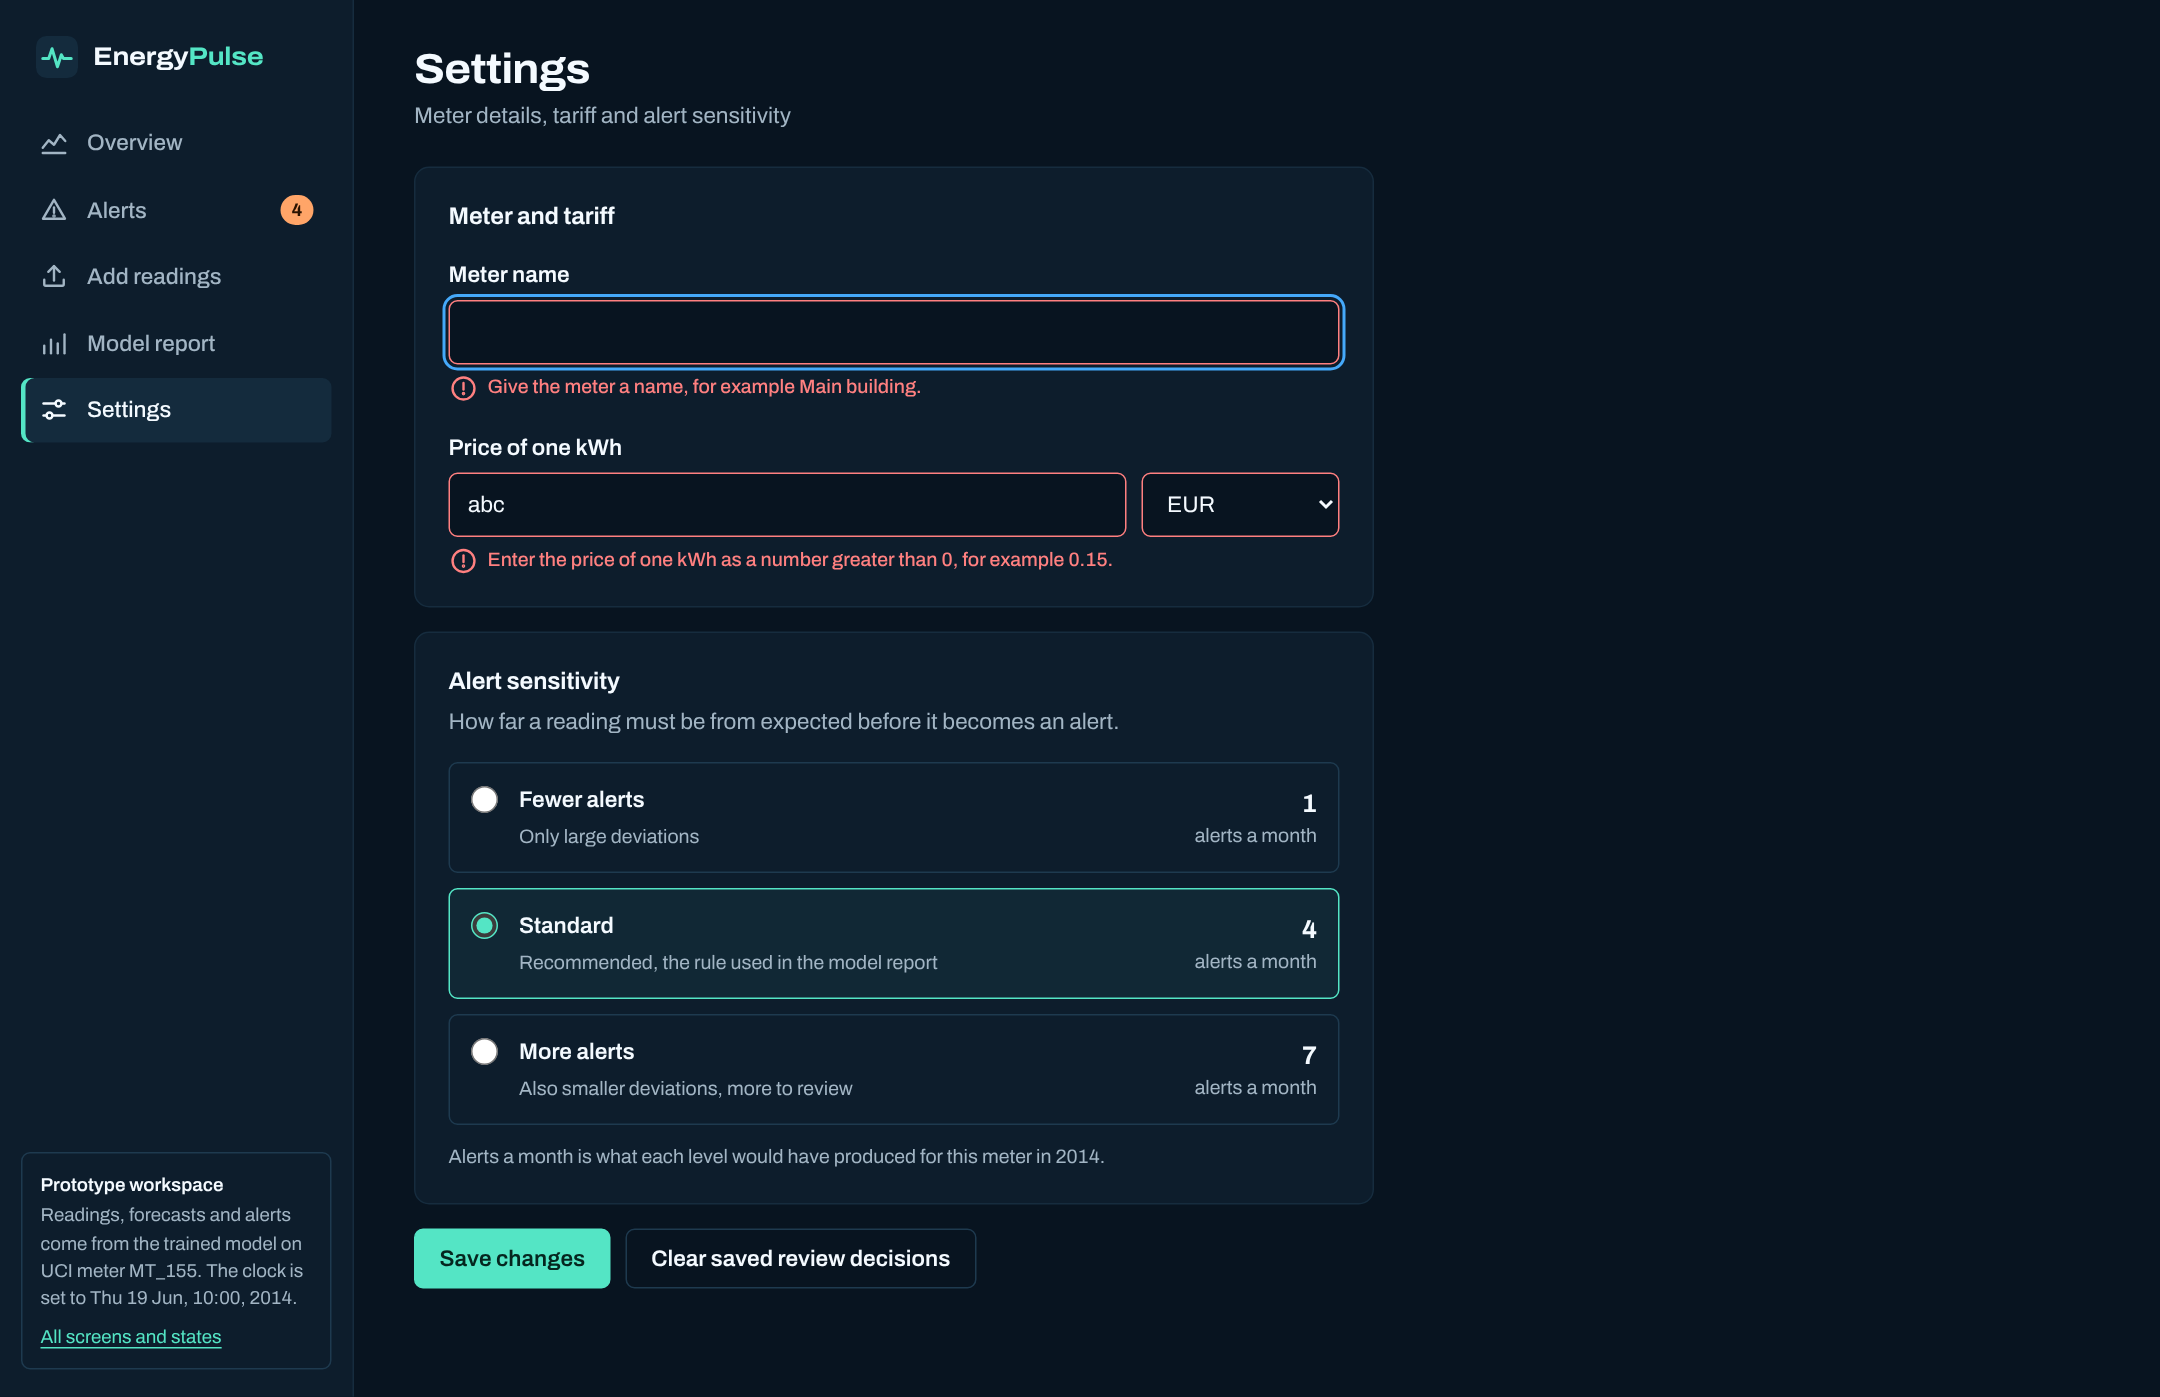 EnergyPulse
Overview
Alerts 4
Add readings
Model report
Settings
Prototype workspace
Readings, forecasts and alerts
come from the trained model on
UCI meter MT_155. The clock is
set to Thu 19 Jun, 10:00, 2014.
All screens and states
Settings
Meter details, tariff and alert sensitivity
Meter and tariff
Meter name
Give the meter a name, for example Main building.
Price of one kWh
abc EUR
Enter the price of one kWh as a number greater than 0, for example 0.15.
Alert sensitivity
How far a reading must be from expected before it becomes an alert.
Fewer alerts 1
Only large deviations alerts a month
Standard 4
Recommended, the rule used in the model report alerts a month
More alerts 7
Also smaller deviations, more to review alerts a month
Alerts a month is what each level would have produced for this meter in 2014.
Save changes Clear saved review decisions